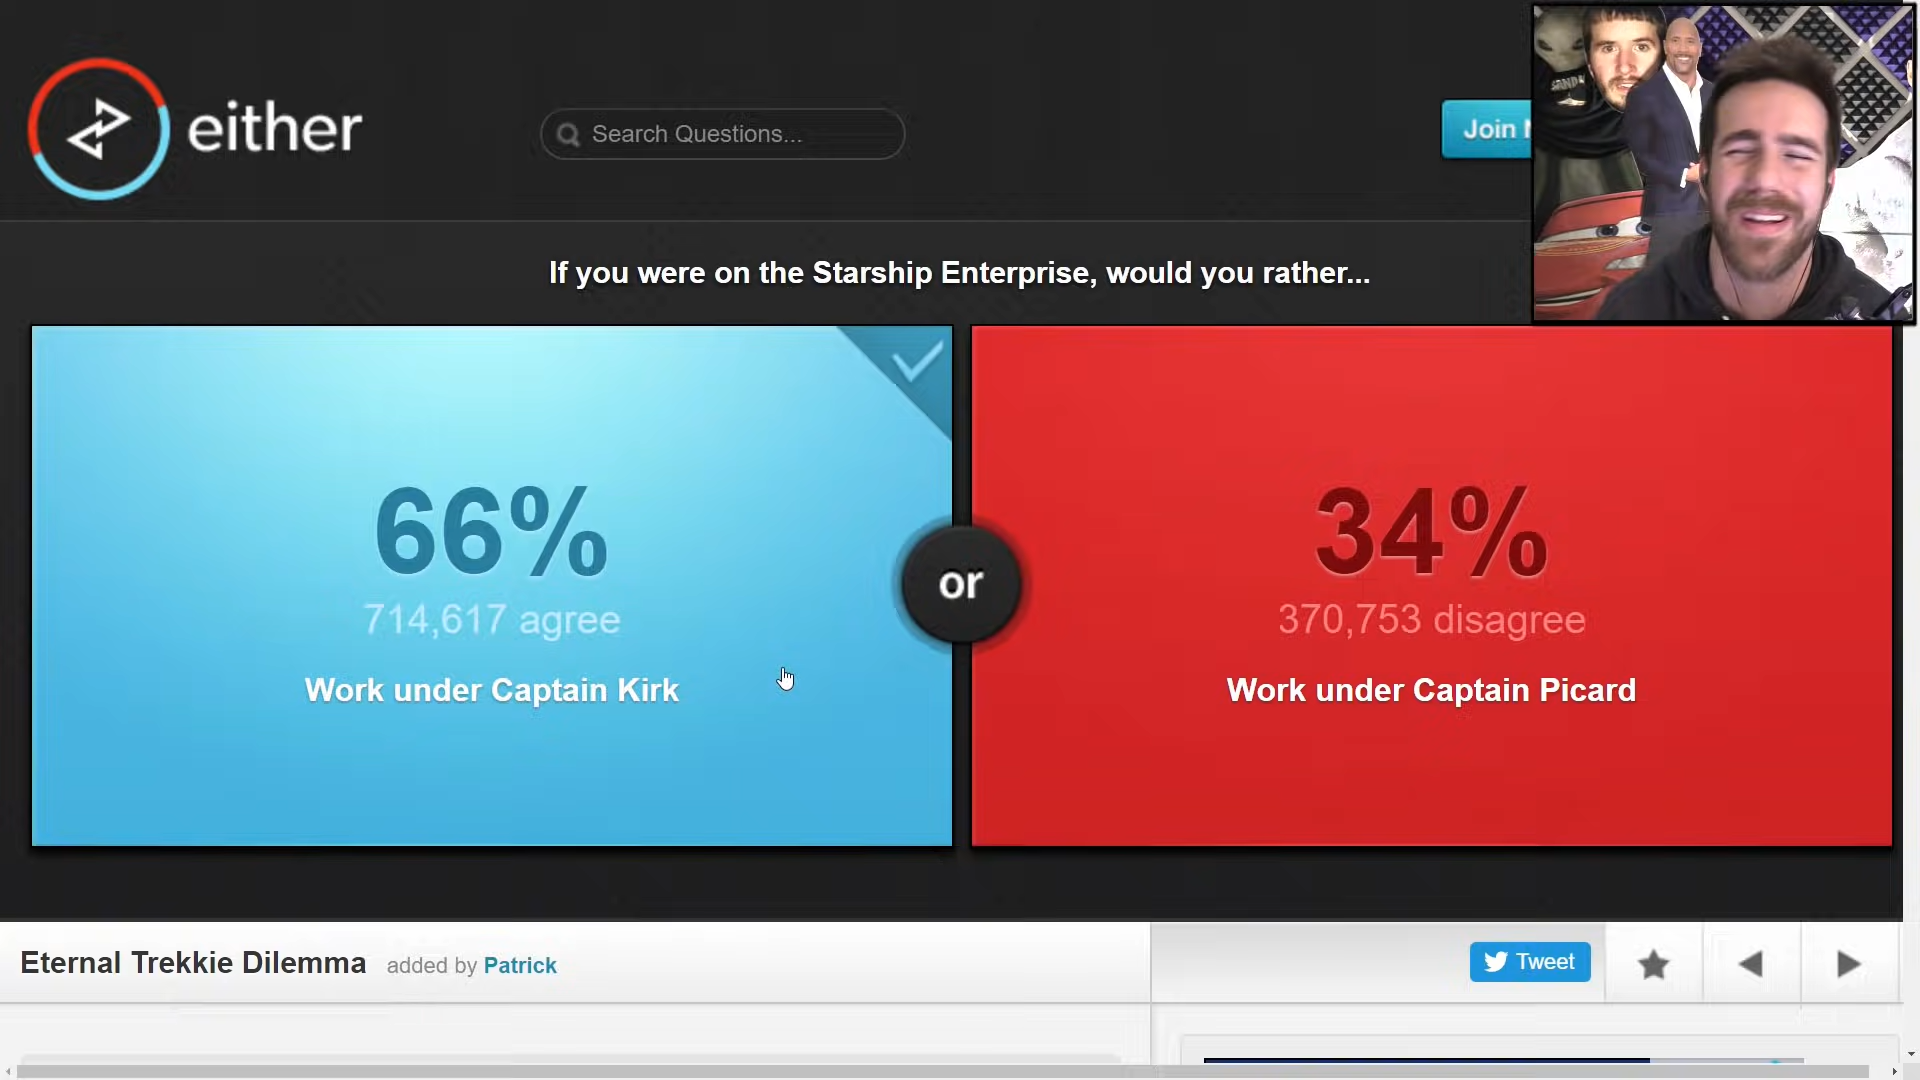 either
Search Questions...
Join
SAND
If you were on the Starship Enterprise, would you rather...
66%
714,617 agree
Work under Captain Kirk
or
34%
370,753 disagree
Work under Captain Picard
Eternal Trekkie Dilemma added by Patrick
Tweet